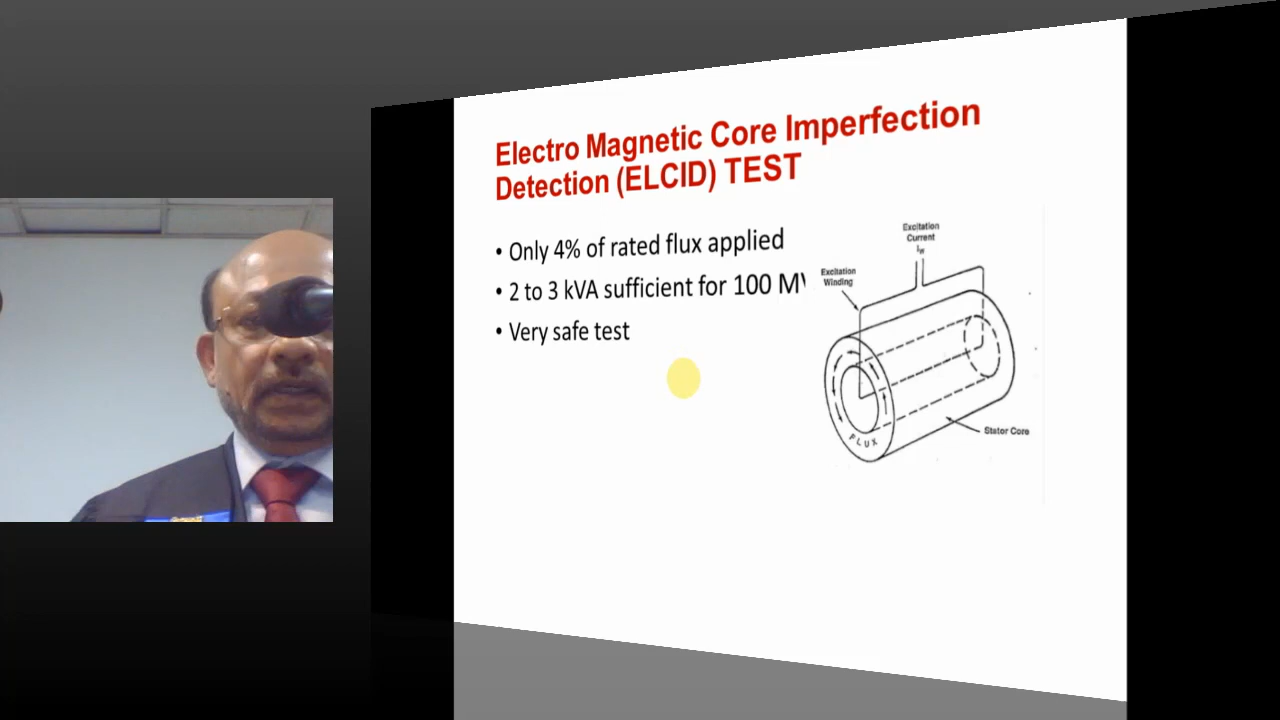 Electro Magnetic Core Imperfection
Detection (ELCID) TEST
• Only 4% of rated flux applied
• 2 to 3 kVA sufficient for 100
• Very safe test
Excitation
Current
Excitation
Winding
FLUX
Stator Core